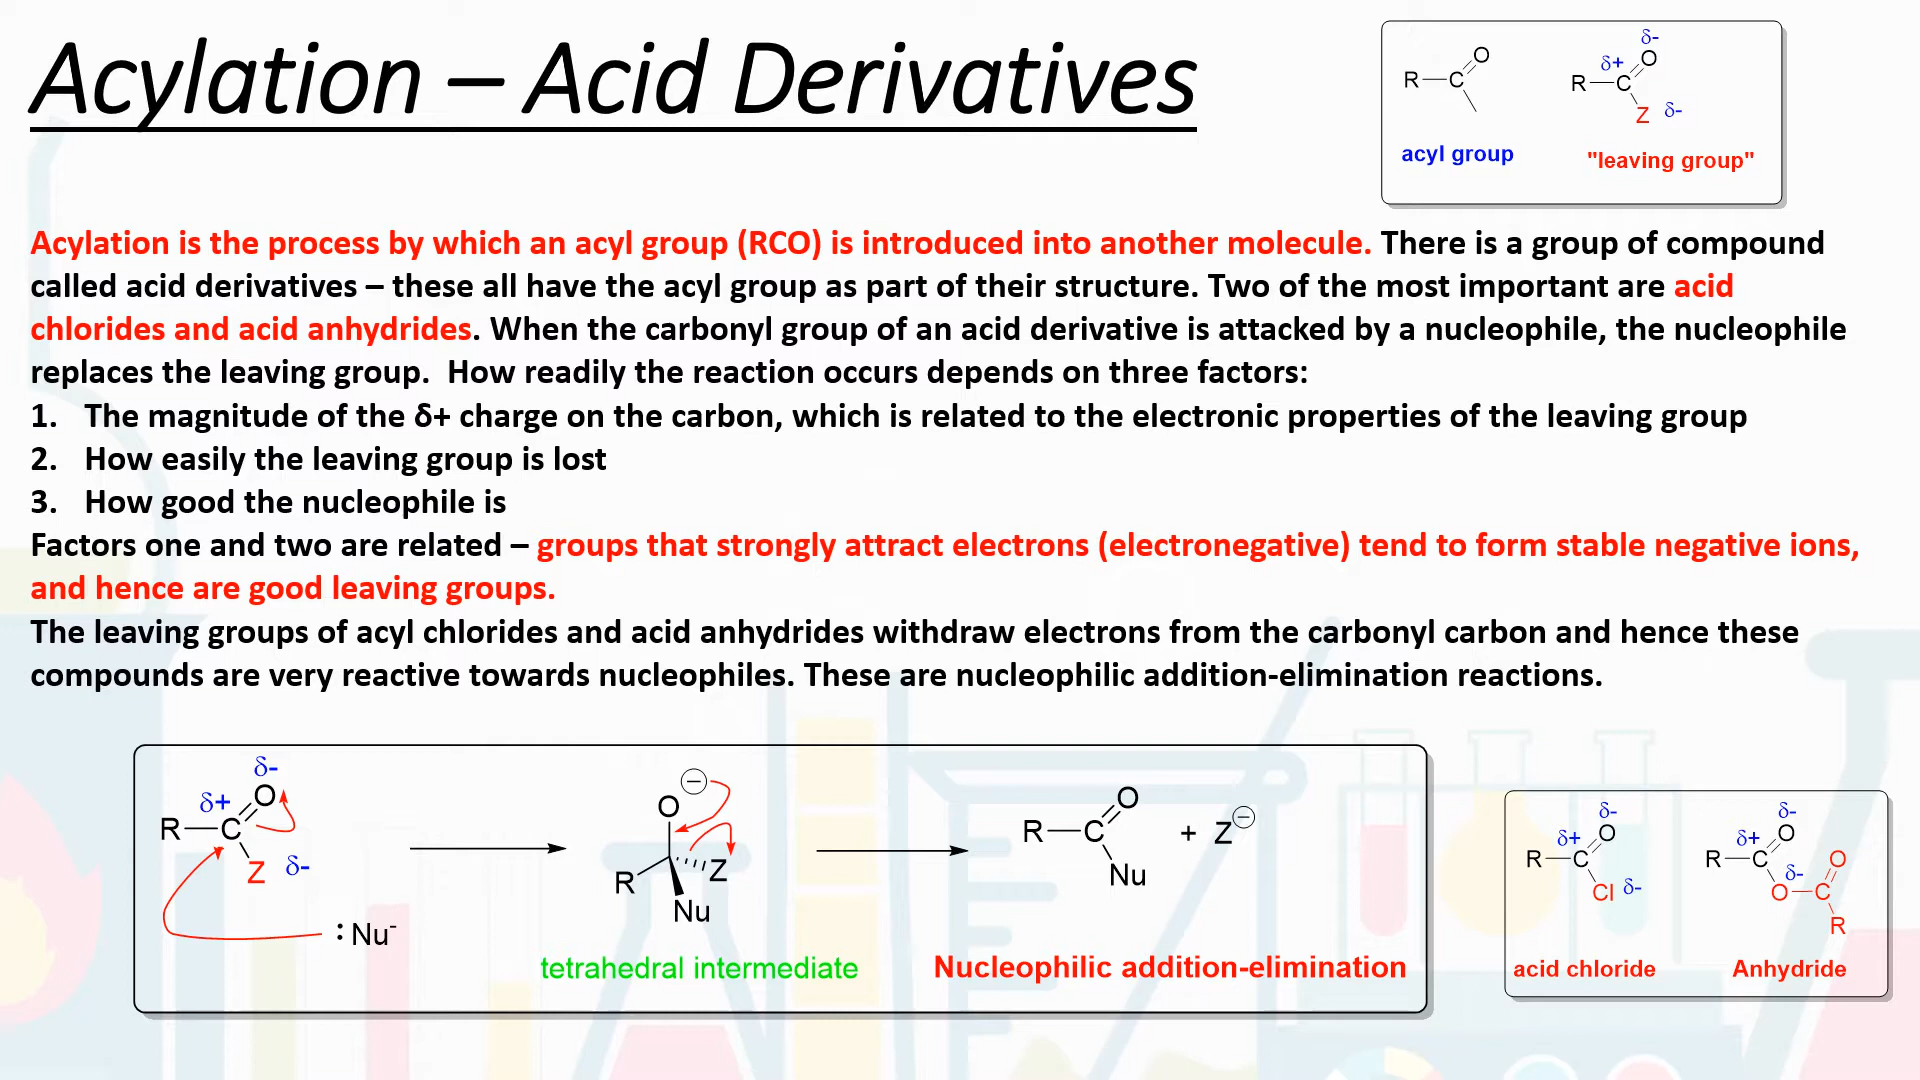 Acylation – Acid Derivatives
O
R
C
acyl group
δ-
δ+
O
R
C
Z
δ-
"leaving group"
Acylation is the process by which an acyl group (RCO) is introduced into another molecule. There is a group of compound
called acid derivatives – these all have the acyl group as part of their structure. Two of the most important are acid
chlorides and acid anhydrides. When the carbonyl group of an acid derivative is attacked by a nucleophile, the nucleophile
replaces the leaving group.  How readily the reaction occurs depends on three factors:
1. The magnitude of the δ+ charge on the carbon, which is related to the electronic properties of the leaving group
2. How easily the leaving group is lost
3. How good the nucleophile is
Factors one and two are related – groups that strongly attract electrons (electronegative) tend to form stable negative ions,
and hence are good leaving groups.
The leaving groups of acyl chlorides and acid anhydrides withdraw electrons from the carbonyl carbon and hence these
compounds are very reactive towards nucleophiles. These are nucleophilic addition-elimination reactions.
δ-
δ+
O
R
C
Z
δ-
:Nu-
−
O
R
Z
Nu
tetrahedral intermediate
O
R
C
Nu
+ Z−
Nucleophilic addition-elimination
δ-
δ+
O
R
C
Cl
δ-
acid chloride
δ-
δ+
O
R
C
δ-
O
C
O
R
Anhydride